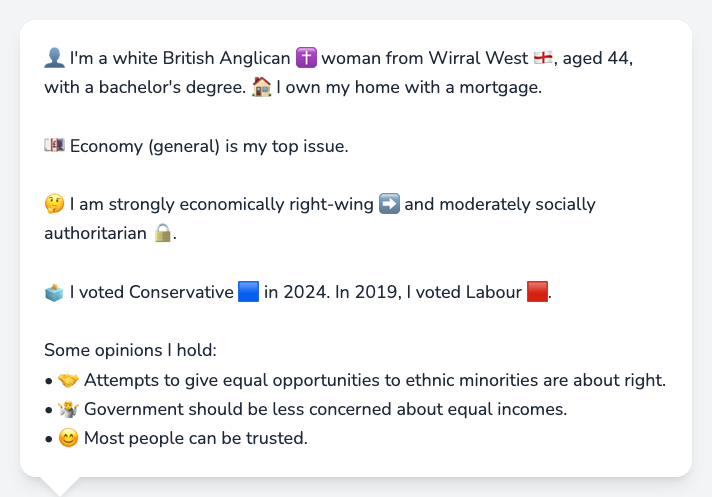 👤 I'm a white British Anglican ✝️ woman from Wirral West 🏴󠁧󠁢󠁥󠁮󠁧󠁿, aged 44,
with a bachelor's degree. 🏠 I own my home with a mortgage.
💷 Economy (general) is my top issue.
🤔 I am strongly economically right-wing ➡️ and moderately socially
authoritarian 🔒.
🗳️ I voted Conservative 🟦 in 2024. In 2019, I voted Labour 🟥.
Some opinions I hold:
• 🤝 Attempts to give equal opportunities to ethnic minorities are about right.
• 🤷 Government should be less concerned about equal incomes.
• 😊 Most people can be trusted.